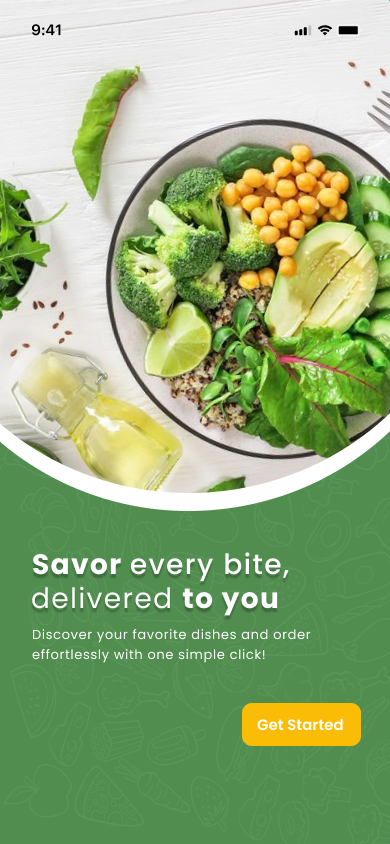 9:41
Savor every bite,
delivered to you
Discover your favorite dishes and order
effortlessly with one simple click!
Get Started